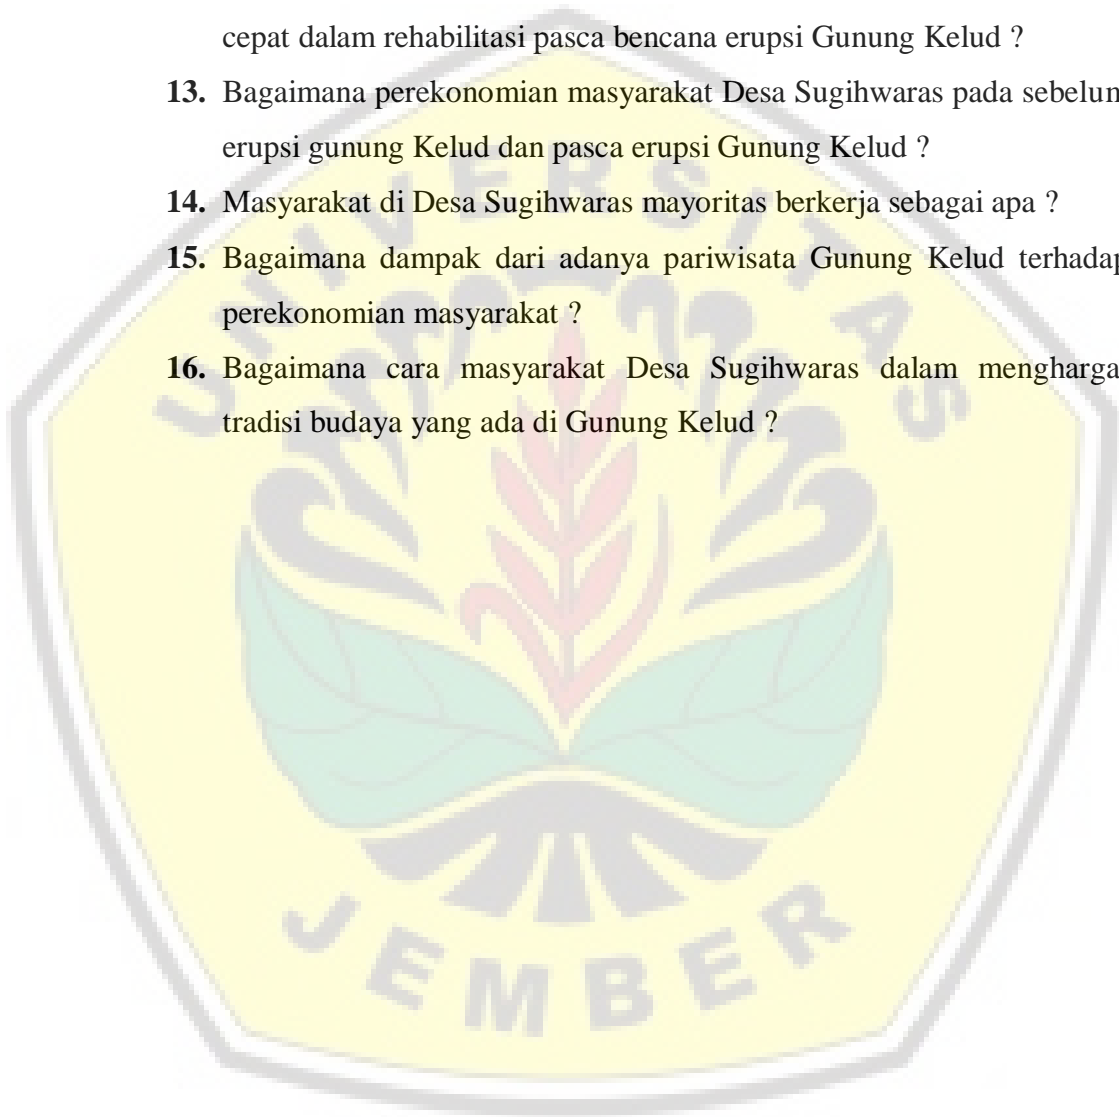 cepat dalam rehabilitasi pasca bencana erupsi Gunung Kelud ?
13. Bagaimana perekonomian masyarakat Desa Sugihwaras pada sebelum
erupsi gunung Kelud dan pasca erupsi Gunung Kelud ?
14. Masyarakat di Desa Sugihwaras mayoritas berkerja sebagai apa ?
15. Bagaimana dampak dari adanya pariwisata Gunung Kelud terhadap
perekonomian masyarakat ?
16. Bagaimana cara masyarakat Desa Sugihwaras dalam mengharga
tradisi budaya yang ada di Gunung Kelud ?
UNIVERSITAS
JEMBER